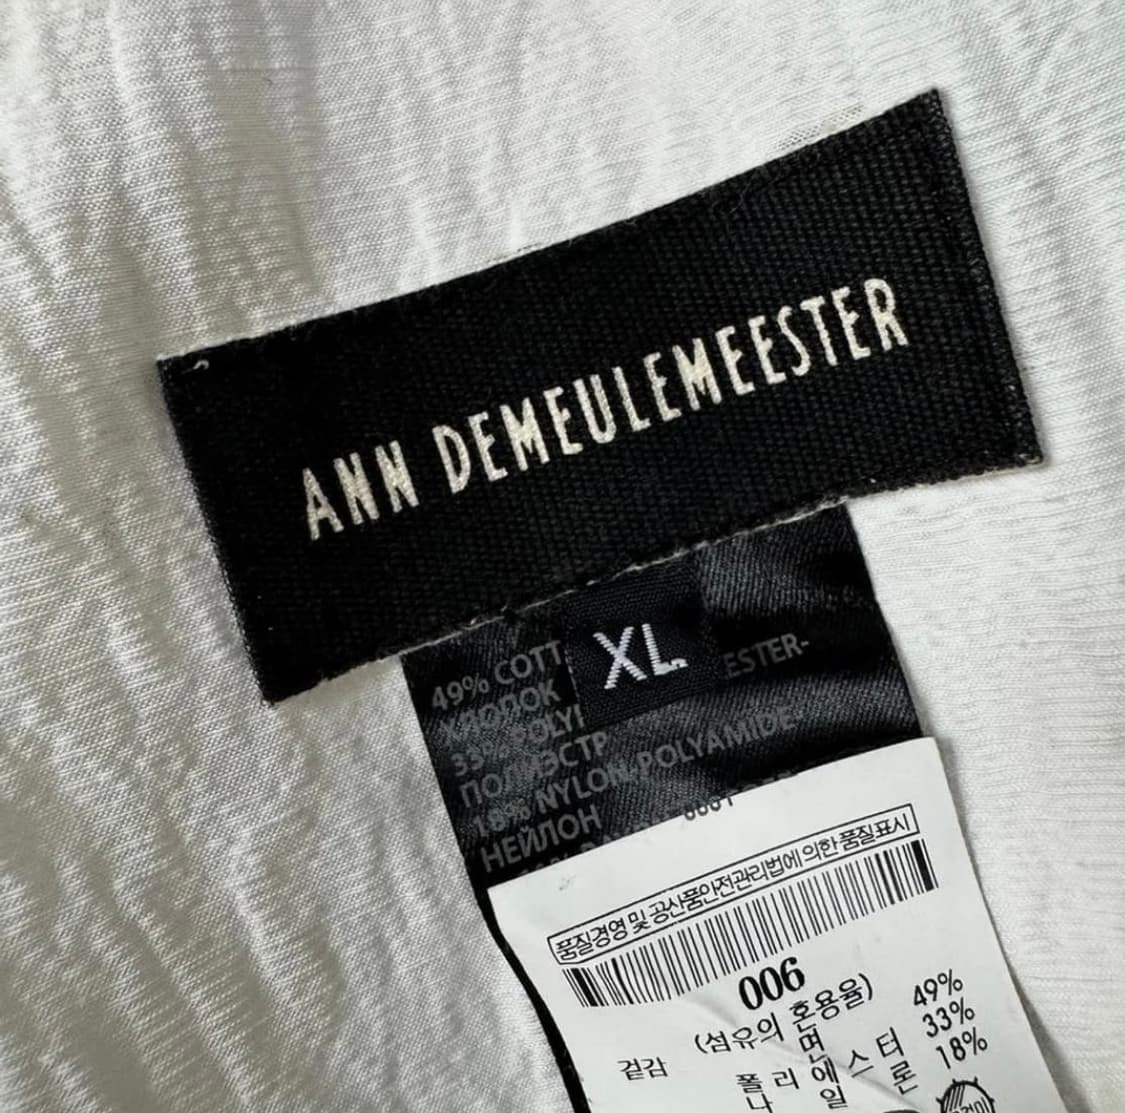 ANN DEMEULEMEESTER
XL
49% COTT ESTER-
ХЛОПОК
33% POLY
ПОЛИЭСТР
18% NYLON-POLYAMIDE-
НЕЙЛОН
품질경영 및 공산품안전관리법에 의한 품질표시
006
(섬유의 혼용율)
겉감 면 49%
폴리에스터 33%
나일론 18%